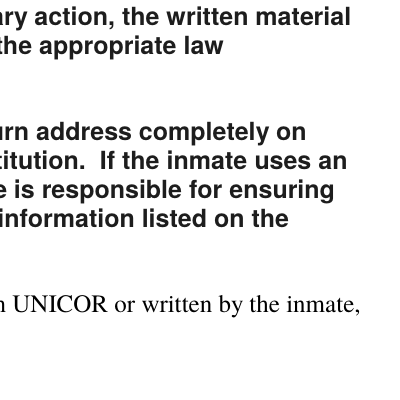 ary action, the written material
the appropriate law
urn address completely on
titution.  If the inmate uses an
e is responsible for ensuring
information listed on the
n UNICOR or written by the inmate,